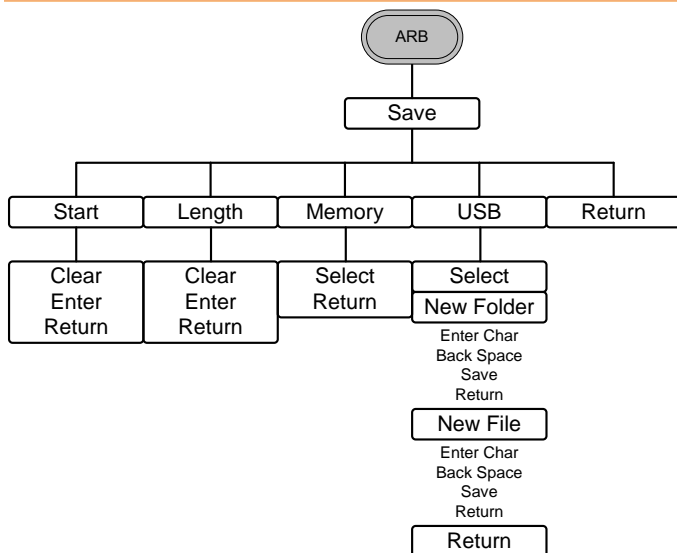 ARB
Save
Start
Length
Memory
USB
Return
Clear
Enter
Return
Clear
Enter
Return
Select
Return
Select
New Folder
Enter Char
Back Space
Save
Return
New File
Enter Char
Back Space
Save
Return
Return